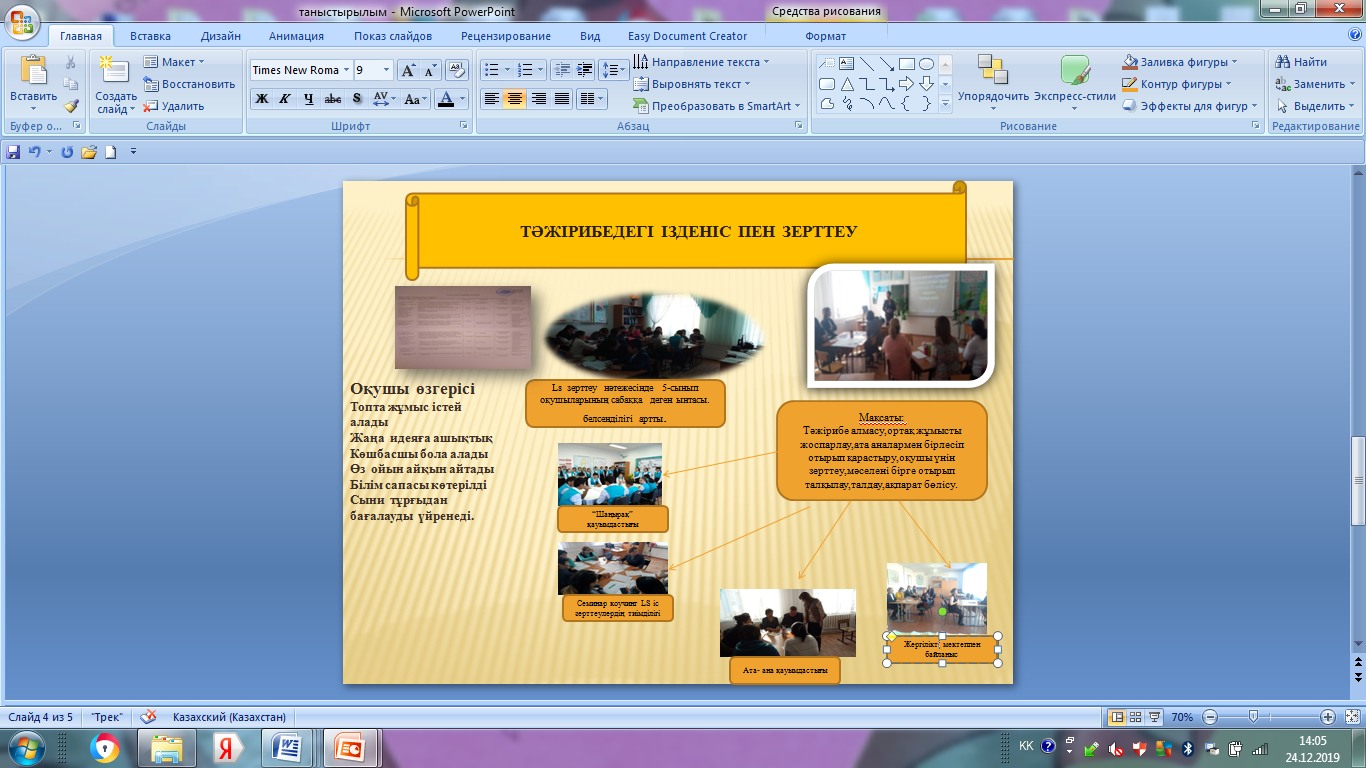 таныстырылым - Microsoft PowerPoint
Средства рисования
Главная
Вставка
Дизайн
Анимация
Показ слайдов
Рецензирование
Вид
Easy Document Creator
Формат
Вставить
Буфер о...
Создать слайд
Макет
Восстановить
Удалить
Слайды
Times New Roma
9
Ж К Ч abc S AV Aa A
Шрифт
Направление текста
Выровнять текст
Преобразовать в SmartArt
Абзац
Упорядочить
Экспресс-стили
Заливка фигуры
Контур фигуры
Эффекты для фигур
Рисование
Найти
Заменить
Выделить
Редактирование
ТӘЖІРИБЕДЕГІ ІЗДЕНІС ПЕН ЗЕРТТЕУ
Оқушы өзгерісі
Топта жұмыс істей
алады
Жаңа идеяға ашықтық
Көшбасшы бола алады
Өз ойын айқын айтады
Білім сапасы көтерілді
Сыни тұрғыдан
бағалауды үйренеді.
Ls зерттеу нәтежесінде 5-сынып
оқушыларының сабаққа деген ынтасы.
белсенділігі артты.
Мақсаты:
Тәжірибе алмасу,ортақ жұмысты
жоспарлау,ата аналармен бірлесіп
отырып қарастыру,оқушы үнін
зерттеу,мәселені бірге отырып
талқылау,талдау,ақпарат бөлісу.
"Шаңырақ"
қауымдастығы
Семинар коучинг LS іс
зерттеулердің тиімділігі
Ата- ана қауымдастығы
Жергілікті мектеппен
байланыс
Слайд 4 из 5
"Трек"
Казахский (Казахстан)
70%
KK
14:05
24.12.2019